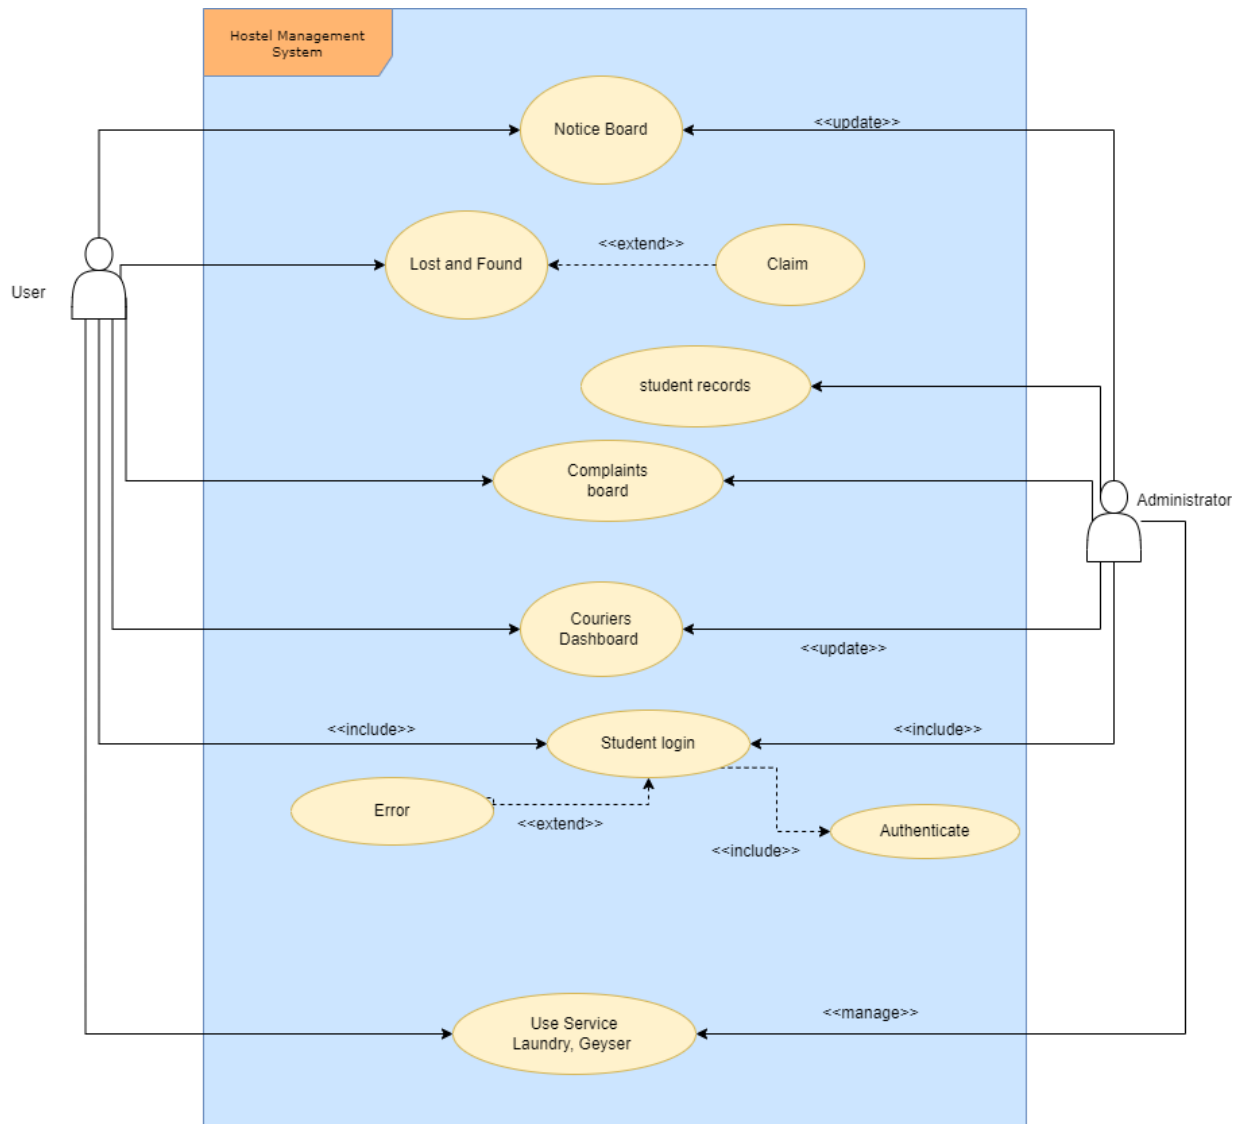 Hostel Management
System
Notice Board
<<update>>
User
Lost and Found
<<extend>>
Claim
student records
Complaints
board
Administrator
Couriers
Dashboard
<<update>>
<<include>>
Student login
<<include>>
Error
<<extend>>
<<include>>
Authenticate
Use Service
Laundry, Geyser
<<manage>>